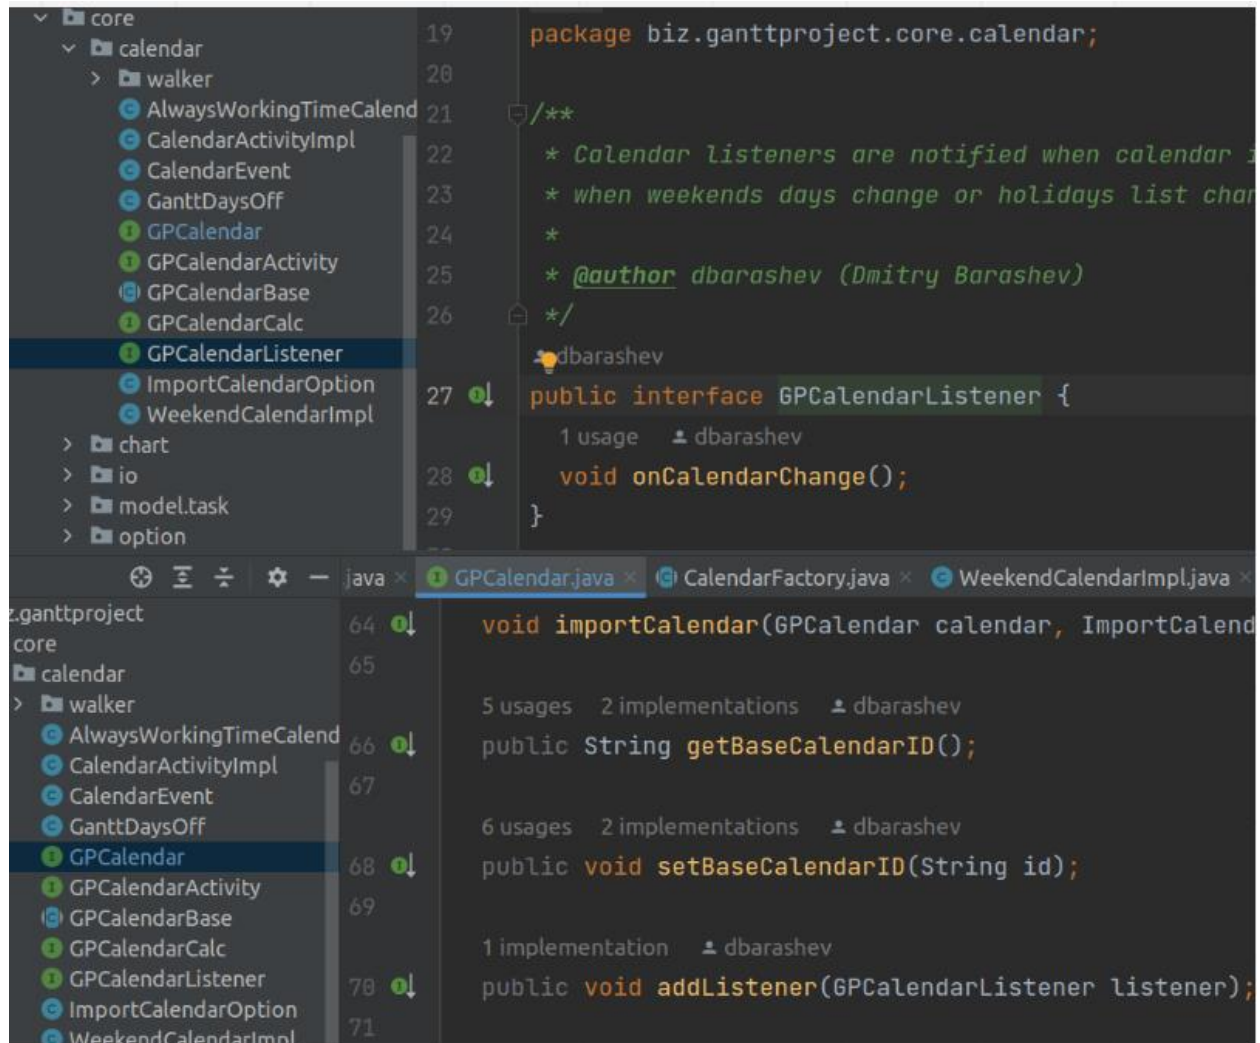 core
calendar
walker
AlwaysWorkingTimeCalend
CalendarActivityImpl
CalendarEvent
GanttDaysOff
GPCalendar
GPCalendarActivity
GPCalendarBase
GPCalendarCalc
GPCalendarListener
ImportCalendarOption
WeekendCalendarImpl
chart
io
model.task
option
19 package biz.ganttproject.core.calendar;
20
21 /**
22 * Calendar listeners are notified when calendar i
23 * when weekends days change or holidays list char
24 *
25 * @author dbarashev (Dmitry Barashev)
26 */
dbarashev
27 public interface GPCalendarListener {
1 usage dbarashev
28 void onCalendarChange();
29 }
.java GPCalendar.java CalendarFactory.java WeekendCalendarImpl.java
z.ganttproject
core
calendar
walker
AlwaysWorkingTimeCalend
CalendarActivityImpl
CalendarEvent
GanttDaysOff
GPCalendar
GPCalendarActivity
GPCalendarBase
GPCalendarCalc
GPCalendarListener
ImportCalendarOption
WeekendCalendarImpl
64 void importCalendar(GPCalendar calendar, ImportCalend
65
5 usages 2 implementations dbarashev
66 public String getBaseCalendarID();
67
6 usages 2 implementations dbarashev
68 public void setBaseCalendarID(String id);
69
1 implementation dbarashev
70 public void addListener(GPCalendarListener listener);
71